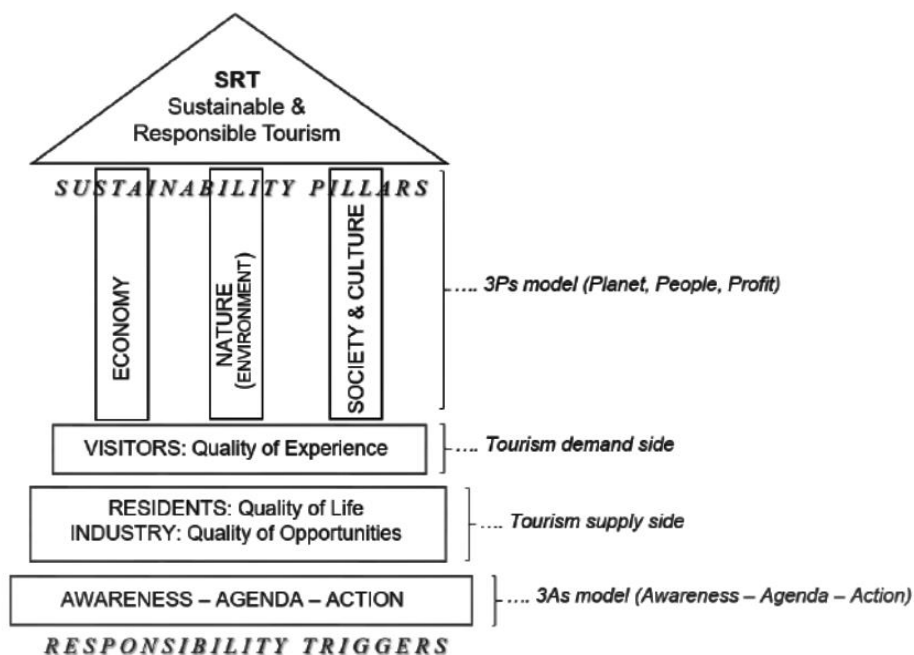 SRT
Sustainable &
Responsible Tourism
SUSTAINABILITY PILLARS
ECONOMY
NATURE
(ENVIRONMENT)
SOCIETY & CULTURE
.... 3Ps model (Planet, People, Profit)
VISITORS: Quality of Experience
.... Tourism demand side
RESIDENTS: Quality of Life
INDUSTRY: Quality of Opportunities
.... Tourism supply side
AWARENESS – AGENDA – ACTION
.... 3As model (Awareness – Agenda – Action)
RESPONSIBILITY TRIGGERS